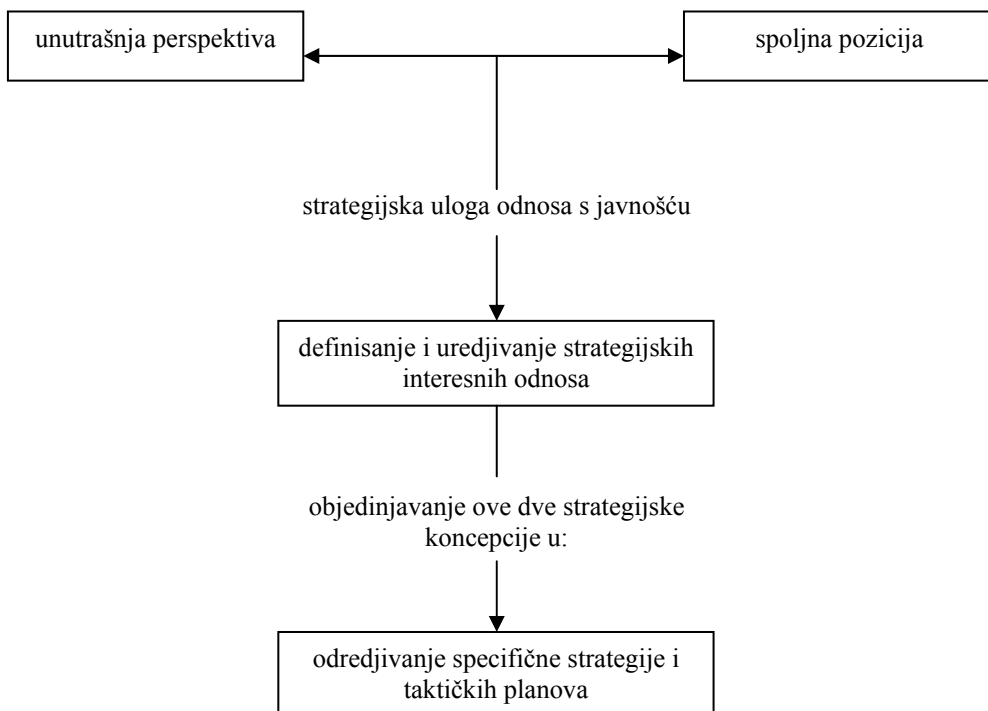 unutrašnja perspektiva
spoljna pozicija
strategijska uloga odnosa s javnošću
definisanje i uredjivanje strategijskih
interesnih odnosa
objedinjavanje ove dve strategijske
koncepcije u:
odredjivanje specifične strategije i
taktičkih planova